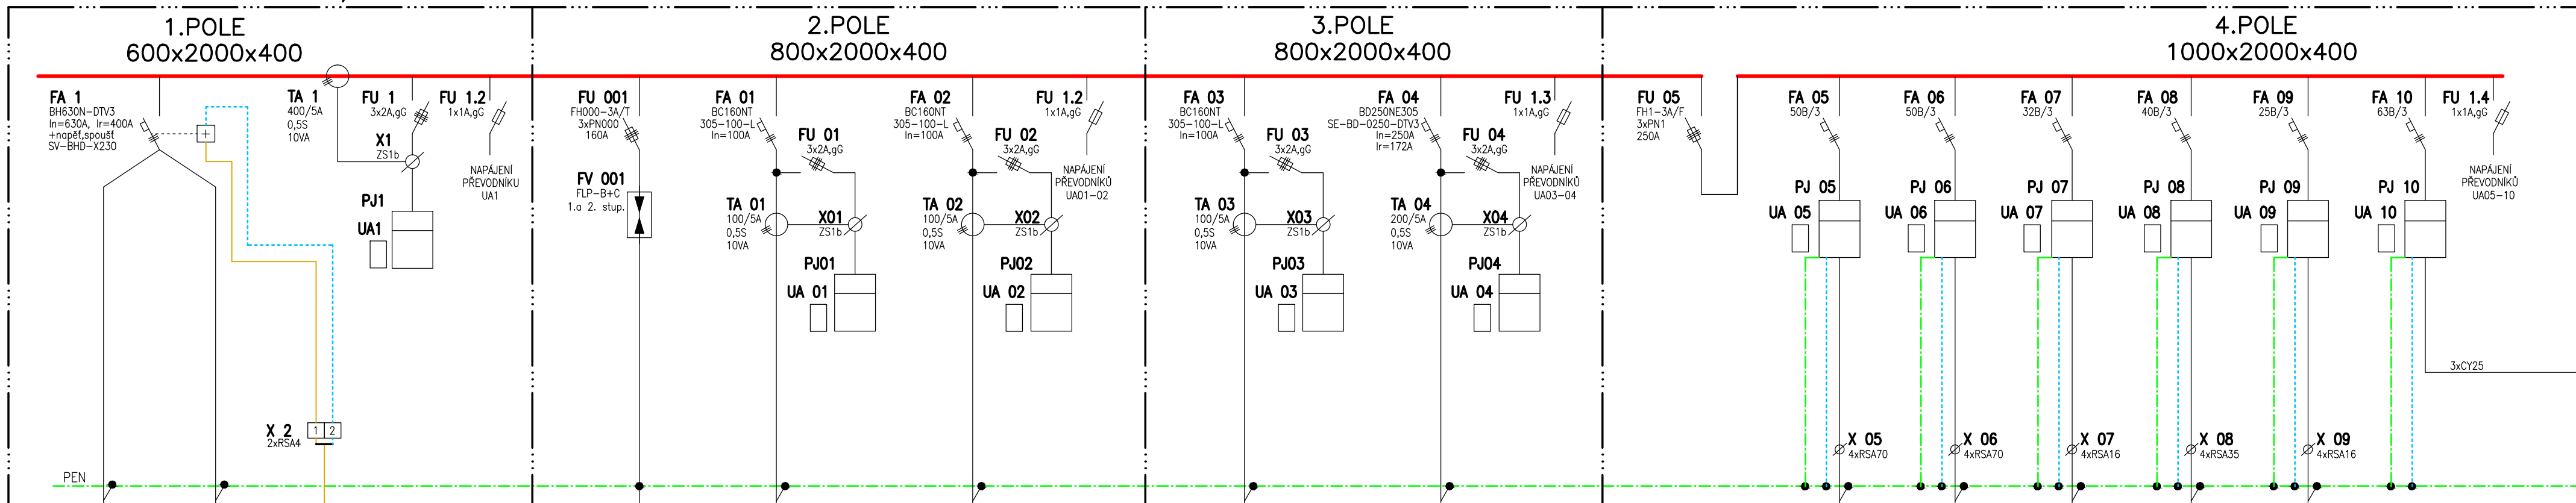 1.POLE
600x2000x400
FA 1
BH630N-DTV3
In=630A, Ir=400A
+napěť,spoušť
SV-BHD-X230
TA 1
400/5A
0,5S
10VA
FU 1
3x2A,gG
X1
ZS1b
PJ1
UA1
FU 1.2
1x1A,gG
NAPÁJENÍ
PŘEVODNÍKU
UA1
X 2
2xRSA4
1 2
PEN
2.POLE
800x2000x400
FU 001
FH000-3A/T
3xPN000
160A
FV 001
FLP-B+C
1.a 2. stup.
FA 01
BC160NT
305-100-L
In=100A
FU 01
3x2A,gG
TA 01
100/5A
0,5S
10VA
X01
ZS1b
PJ01
UA 01
FA 02
BC160NT
305-100-L
In=100A
FU 02
3x2A,gG
TA 02
100/5A
0,5S
10VA
X02
ZS1b
PJ02
UA 02
FU 1.2
1x1A,gG
NAPÁJENÍ
PŘEVODNÍKŮ
UA01-02
3.POLE
800x2000x400
FA 03
BC160NT
305-100-L
In=100A
FU 03
3x2A,gG
TA 03
100/5A
0,5S
10VA
X03
ZS1b
PJ03
UA 03
FA 04
BD250NE305
SE-BD-0250-DTV3
In=250A
Ir=172A
FU 04
3x2A,gG
TA 04
200/5A
0,5S
10VA
X04
ZS1b
PJ04
UA 04
FU 1.3
1x1A,gG
NAPÁJENÍ
PŘEVODNÍKŮ
UA03-04
4.POLE
1000x2000x400
FU 05
FH1-3A/F
3xPN1
250A
FA 05
50B/3
PJ 05
UA 05
X 05
4xRSA70
FA 06
50B/3
PJ 06
UA 06
X 06
4xRSA70
FA 07
32B/3
PJ 07
UA 07
X 07
4xRSA16
FA 08
40B/3
PJ 08
UA 08
X 08
4xRSA35
FA 09
25B/3
PJ 09
UA 09
X 09
4xRSA16
FA 10
63B/3
PJ 10
UA 10
3xCY25
FU 1.4
1x1A,gG
NAPÁJENÍ
PŘEVODNÍKŮ
UA05-10